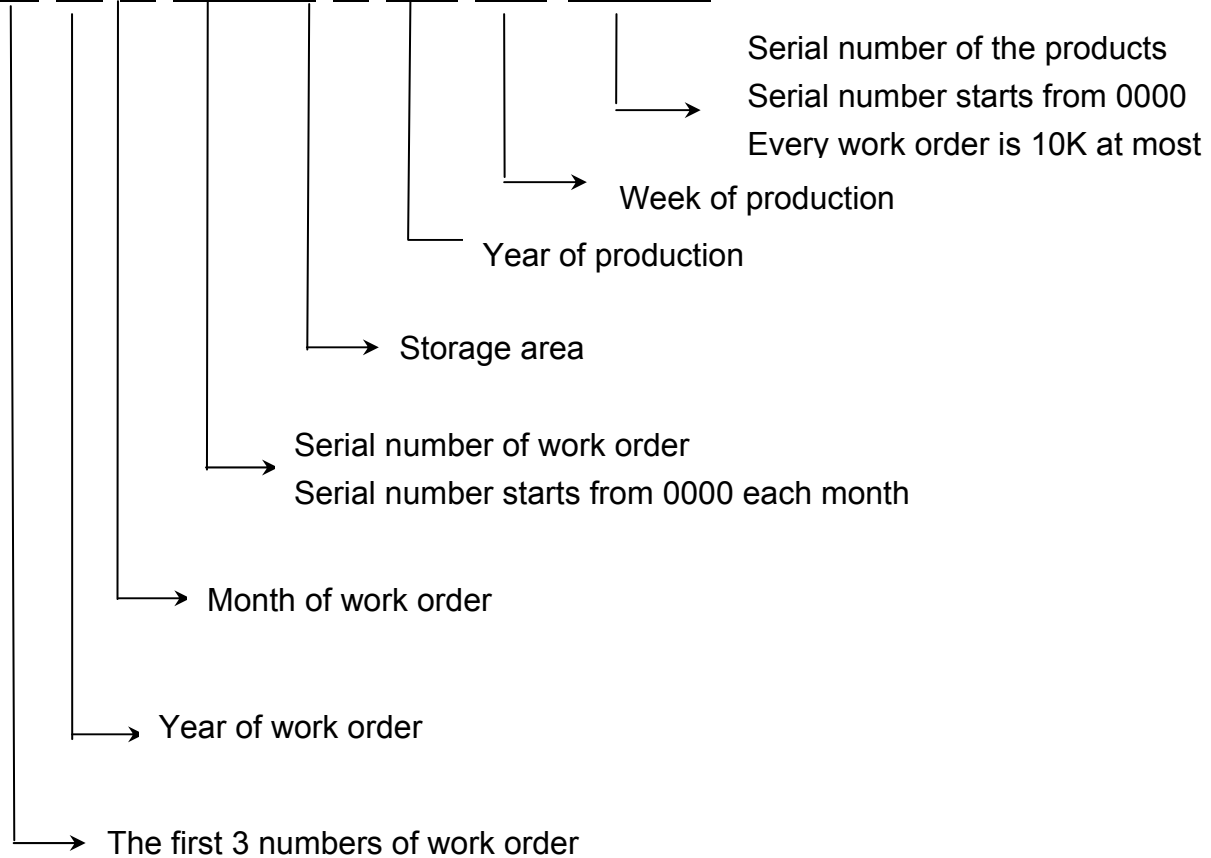 Serial number of the products
Serial number starts from 0000
Every work order is 10K at most
Week of production
Year of production
Storage area
Serial number of work order
Serial number starts from 0000 each month
Month of work order
Year of work order
The first 3 numbers of work order